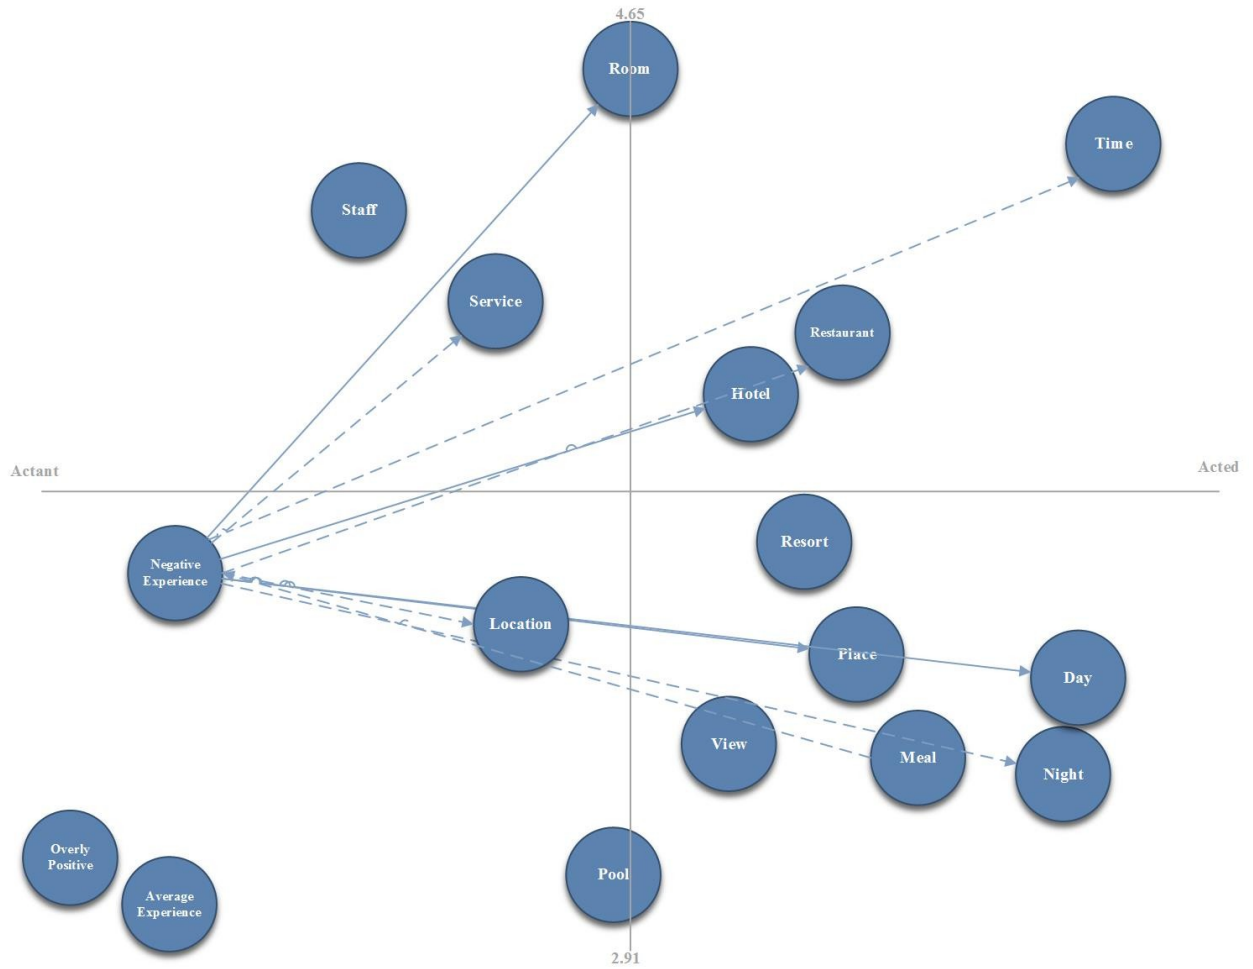 4.65
Room
Time
Staff
Service
Restaurant
Hotel
Actant
Acted
Resort
Negative
Experience
Location
Place
Day
View
Meal
Night
Overly
Positive
Pool
Average
Experience
2.91